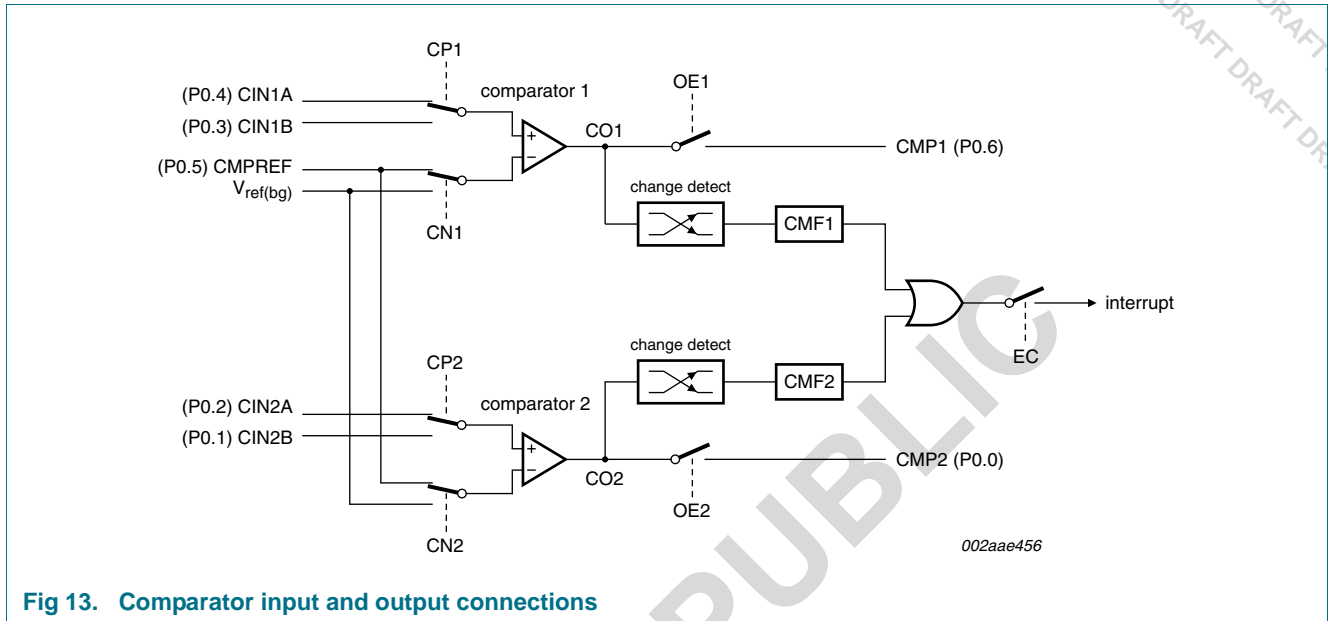 DRAFT DRAFT DRAFT
DRAFT DRAFT
CP1
OE1
(P0.4) CIN1A
comparator 1
(P0.3) CIN1B
CO1
CMP1 (P0.6)
(P0.5) CMPREF
Vref(bg)
change detect
CMF1
CN1
interrupt
EC
change detect
CP2
CMF2
(P0.2) CIN2A
comparator 2
(P0.1) CIN2B
CMP2 (P0.0)
CO2
OE2
CN2
002aae456
PUBLIC
Fig 13. Comparator input and output connections